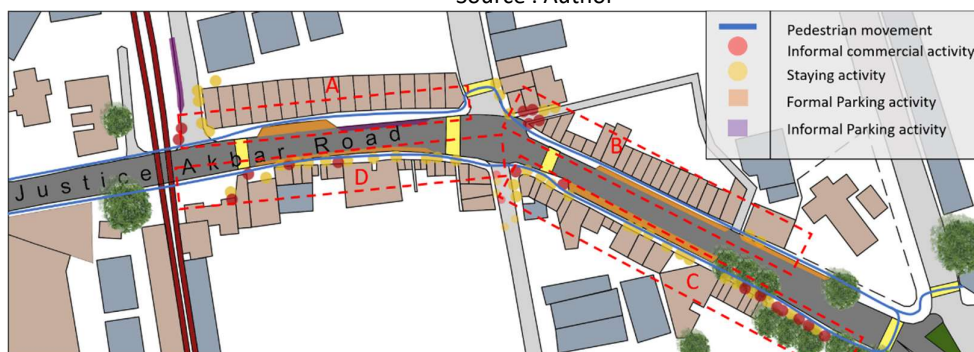 Source : Author
Pedestrian movement
Informal commercial activity
Staying activity
Formal Parking activity
Informal Parking activity
A
B
Justice Akbar Road
D
C